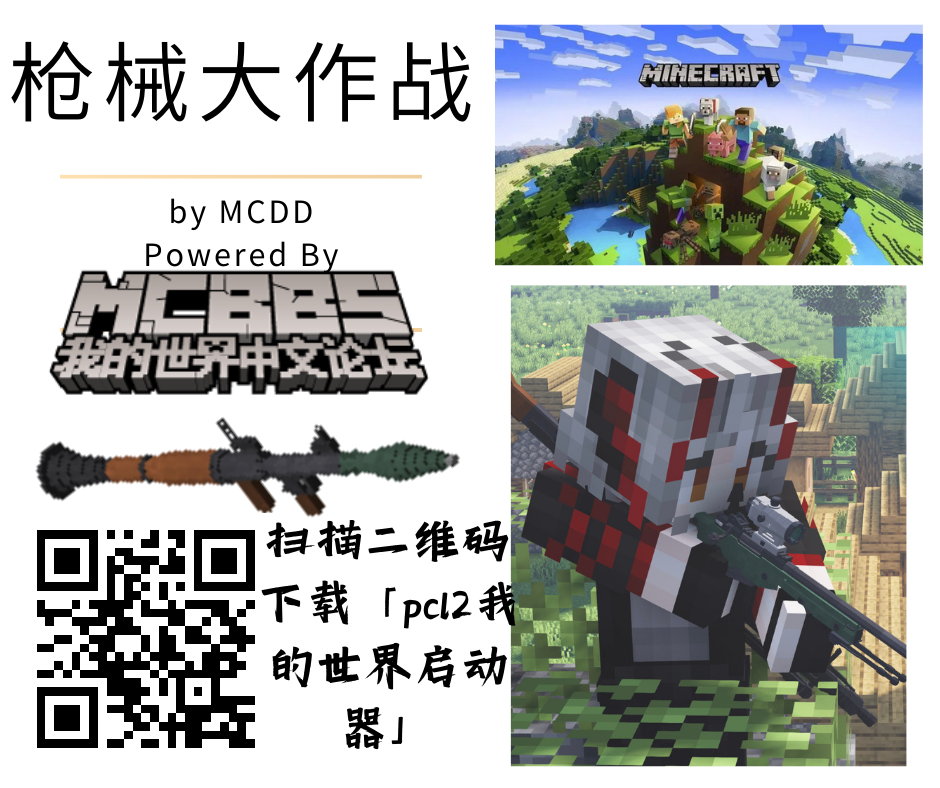 枪械大作战
MINECRAFT
by MCDD
Powered By
MCBBS
我的世界中文论坛
扫描二维码
下载「pcl2我
的世界启动
器」